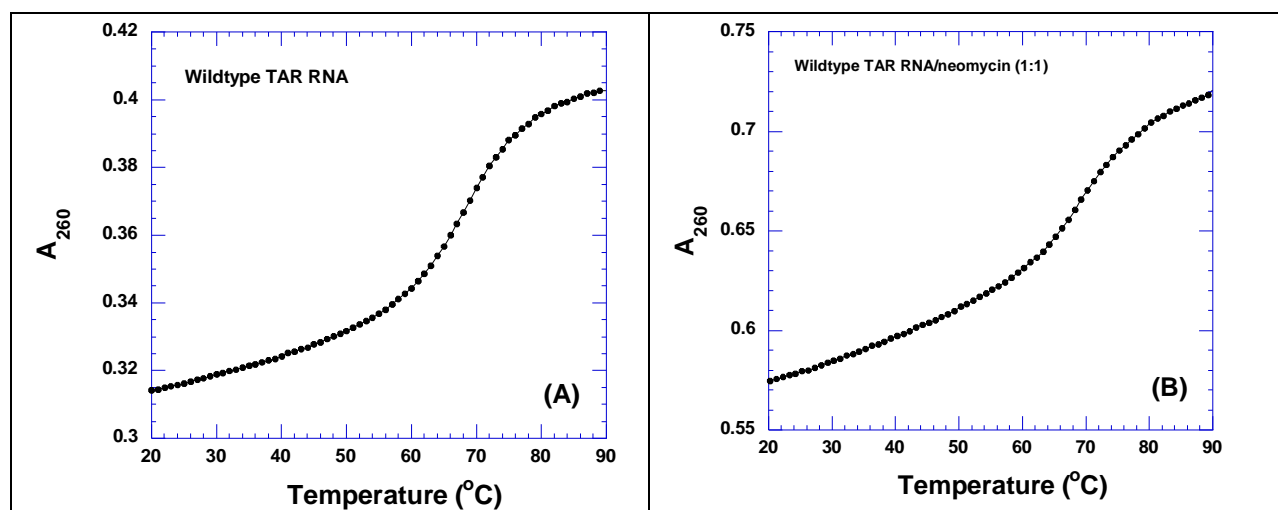 0.42
0.4
0.38
0.36
0.34
0.32
0.3
A260
Wildtype TAR RNA
(A)
20 30 40 50 60 70 80 90
Temperature (oC)
0.75
0.7
0.65
0.6
0.55
A260
Wildtype TAR RNA/neomycin (1:1)
(B)
20 30 40 50 60 70 80 90
Temperature (oC)